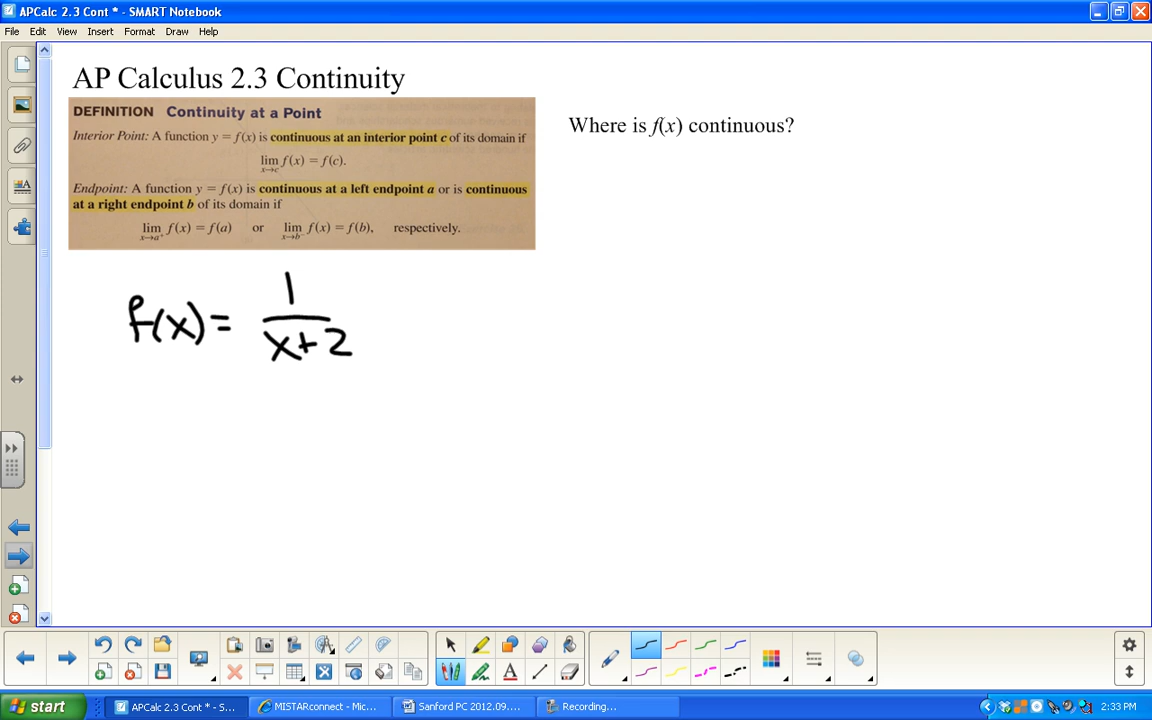 APCalc 2.3 Cont * - SMART Notebook
File Edit View Insert Format Draw Help
AP Calculus 2.3 Continuity
DEFINITION Continuity at a Point
Interior Point: A function y = f(x) is continuous at an interior point c of its domain if
lim f(x) = f(c).
x→c
Endpoint: A function y = f(x) is continuous at a left endpoint a or is continuous
at a right endpoint b of its domain if
lim f(x) = f(a) or lim f(x) = f(b), respectively.
x→a⁺ x→b⁻
Where is f(x) continuous?
f(x) = 1
x+2
start
APCalc 2.3 Cont * - S...
MISTARconnect - Mic...
Sanford PC 2012.09....
Recording...
2:33 PM